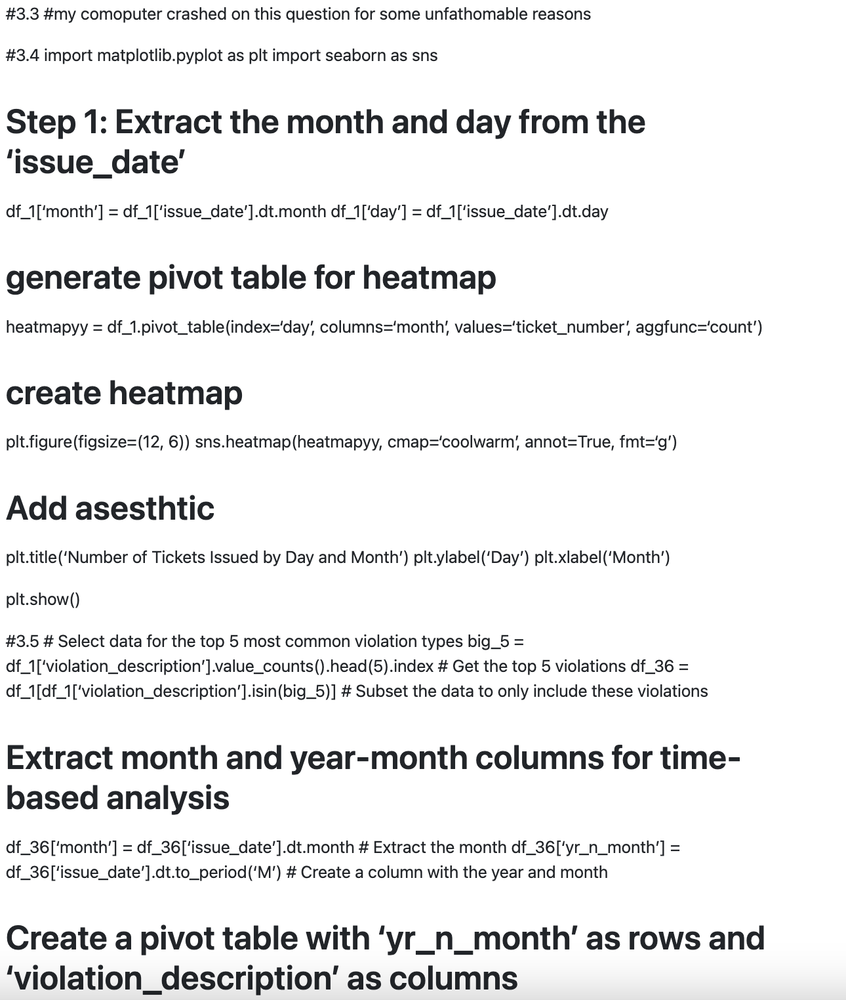 #3.3 #my comoputer crashed on this question for some unfathomable reasons
#3.4 import matplotlib.pyplot as plt import seaborn as sns
Step 1: Extract the month and day from the
‘issue_date’
df_1[‘month’] = df_1[‘issue_date’].dt.month df_1[‘day’] = df_1[‘issue_date’].dt.day
generate pivot table for heatmap
heatmapyy = df_1.pivot_table(index=‘day’, columns=‘month’, values=‘ticket_number’, aggfunc=‘count’)
create heatmap
plt.figure(figsize=(12, 6)) sns.heatmap(heatmapyy, cmap=‘coolwarm’, annot=True, fmt=‘g’)
Add asesthtic
plt.title(‘Number of Tickets Issued by Day and Month’) plt.ylabel(‘Day’) plt.xlabel(‘Month’)
plt.show()
#3.5 # Select data for the top 5 most common violation types big_5 =
df_1[‘violation_description’].value_counts().head(5).index # Get the top 5 violations df_36 =
df_1[df_1[‘violation_description’].isin(big_5)] # Subset the data to only include these violations
Extract month and year-month columns for time-
based analysis
df_36[‘month’] = df_36[‘issue_date’].dt.month # Extract the month df_36[‘yr_n_month’] =
df_36[‘issue_date’].dt.to_period(‘M’) # Create a column with the year and month
Create a pivot table with ‘yr_n_month’ as rows and
‘violation_description’ as columns